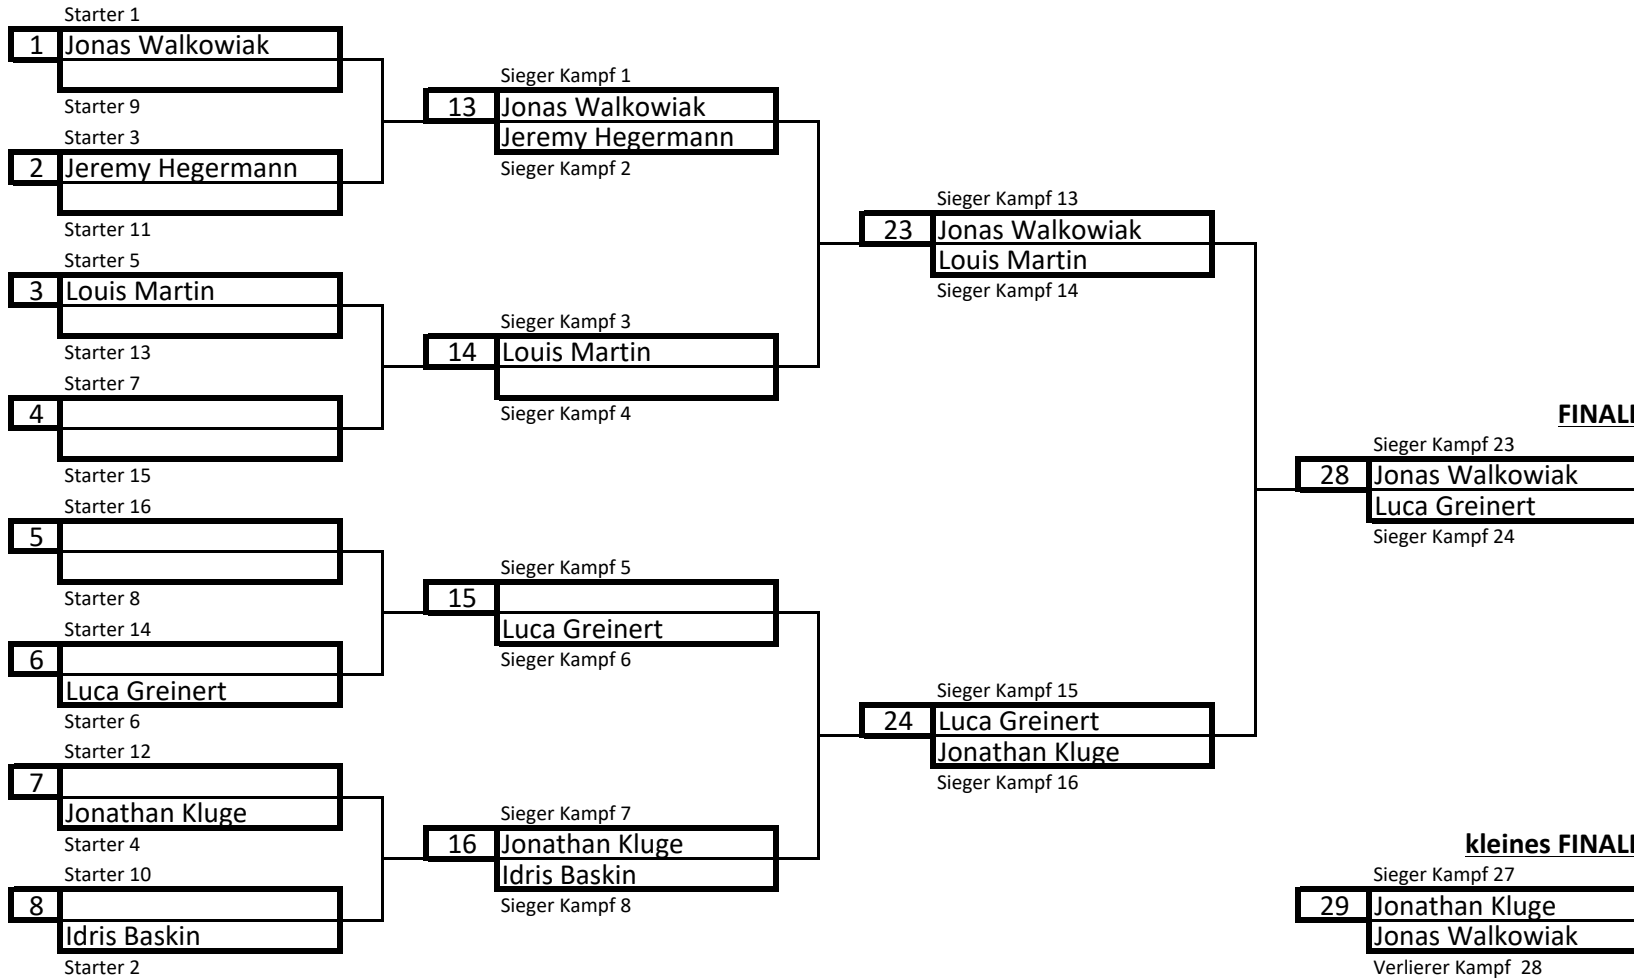 Starter 1
1 Jonas Walkowiak
Starter 9
Starter 3
2 Jeremy Hegermann
Starter 11
Starter 5
3 Louis Martin
Starter 13
Starter 7
4
Starter 15
Starter 16
5
Starter 8
Starter 14
6
Luca Greinert
Starter 6
Starter 12
7
Jonathan Kluge
Starter 4
Starter 10
8
Idris Baskin
Starter 2
Sieger Kampf 1
13 Jonas Walkowiak
Jeremy Hegermann
Sieger Kampf 2
Sieger Kampf 3
14 Louis Martin
Sieger Kampf 4
Sieger Kampf 5
15
Luca Greinert
Sieger Kampf 6
Sieger Kampf 7
16 Jonathan Kluge
Idris Baskin
Sieger Kampf 8
Sieger Kampf 13
23 Jonas Walkowiak
Louis Martin
Sieger Kampf 14
Sieger Kampf 15
24 Luca Greinert
Jonathan Kluge
Sieger Kampf 16
FINAL
Sieger Kampf 23
28 Jonas Walkowiak
Luca Greinert
Sieger Kampf 24
kleines FINAL
Sieger Kampf 27
29 Jonathan Kluge
Jonas Walkowiak
Verlierer Kampf 28